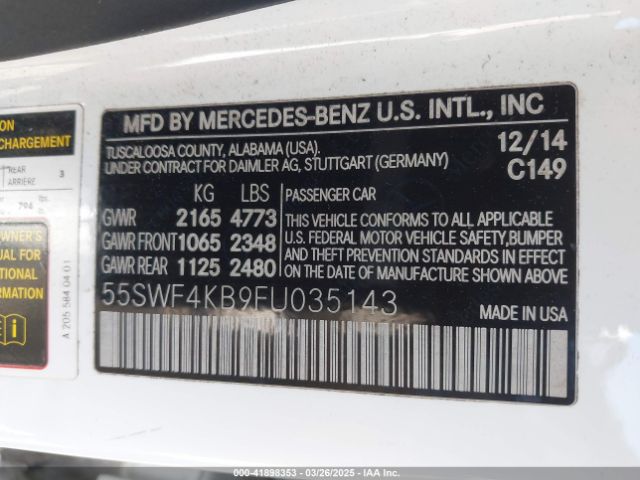 MFD BY MERCEDES-BENZ U.S. INTL., INC
TUSCALOOSA COUNTY, ALABAMA (USA).
UNDER CONTRACT FOR DAIMLER AG, STUTTGART (GERMANY)
12/14
C149
KG LBS
GVWR 2165 4773
GAWR FRONT 1065 2348
GAWR REAR 1125 2480
PASSENGER CAR
THIS VEHICLE CONFORMS TO ALL APPLICABLE
U.S. FEDERAL MOTOR VEHICLE SAFETY, BUMPER
AND THEFT PREVENTION STANDARDS IN
EFFECT ON THE DATE OF MANUFACTURE
SHOWN ABOVE.
55SWF4KB9FU035143
MADE IN USA
CHARGEMENT
REAR 3
ARRIERE
794 lbs.
OWNER'S
MANUAL FOR
A 205 584 04 01
000-41898353 - 03/26/2025 - IAA Inc.